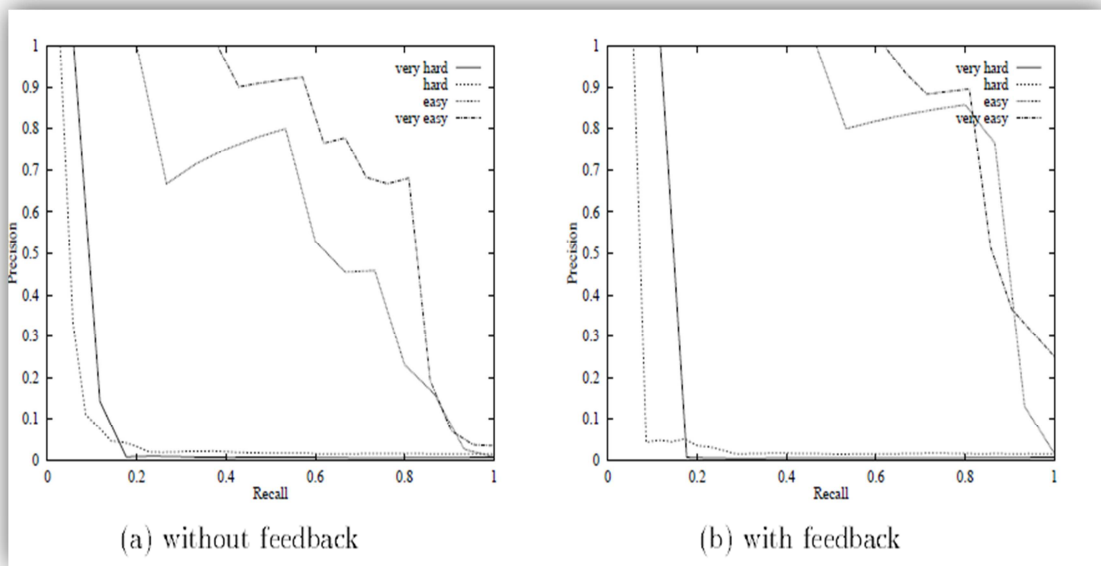 1
0.9
0.8
0.7
0.6
0.5
0.4
0.3
0.2
0.1
0
Precision
very hard
hard
easy
very easy
0 0.2 0.4 0.6 0.8 1
Recall
(a) without feedback
1
0.9
0.8
0.7
0.6
0.5
0.4
0.3
0.2
0.1
0
Precision
very hard
hard
easy
very easy
0 0.2 0.4 0.6 0.8 1
Recall
(b) with feedback